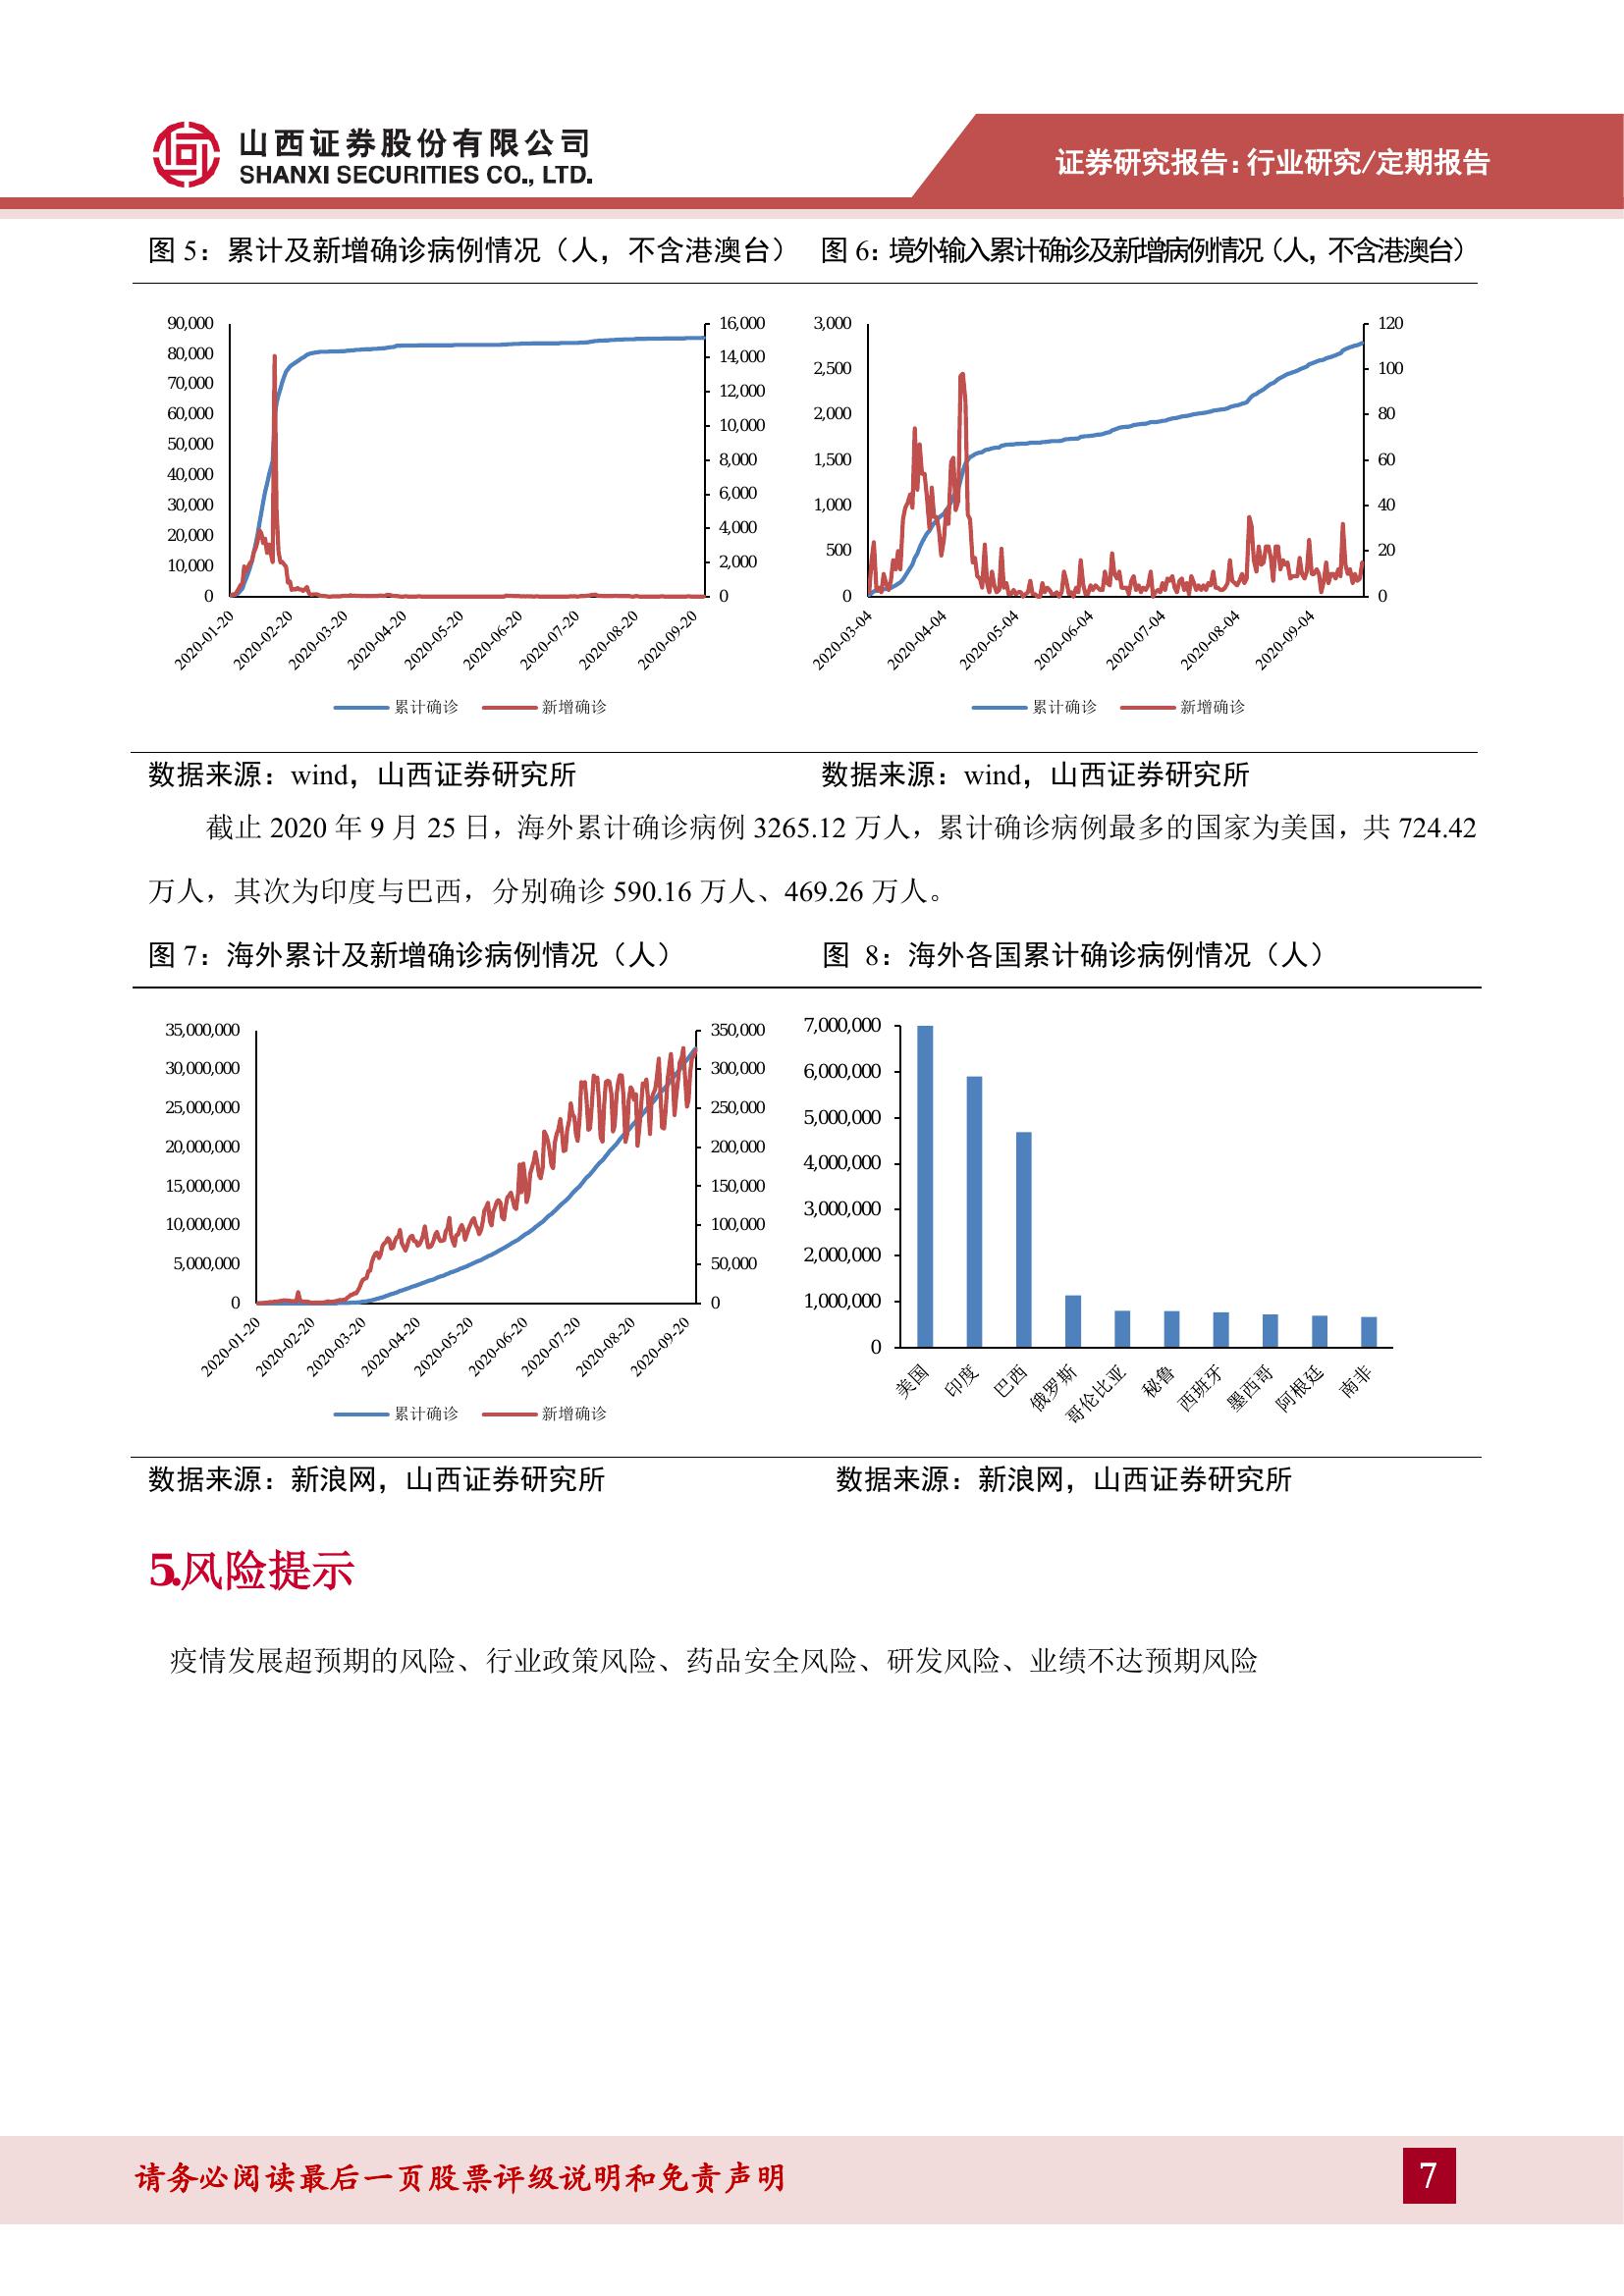 山西证券股份有限公司
SHANXI SECURITIES CO., LTD.
证券研究报告：行业研究/定期报告
图 5：累计及新增确诊病例情况（人，不含港澳台）
图 6：境外输入累计确诊及新增病例情况（人，不含港澳台）
90,000
80,000
70,000
60,000
50,000
40,000
30,000
20,000
10,000
0
16,000
14,000
12,000
10,000
8,000
6,000
4,000
2,000
0
2020-01-20
2020-02-20
2020-03-20
2020-04-20
2020-05-20
2020-06-20
2020-07-20
2020-08-20
2020-09-20
累计确诊
新增确诊
3,000
2,500
2,000
1,500
1,000
500
0
120
100
80
60
40
20
0
2020-03-04
2020-04-04
2020-05-04
2020-06-04
2020-07-04
2020-08-04
2020-09-04
累计确诊
新增确诊
数据来源：wind，山西证券研究所
数据来源：wind，山西证券研究所
截止 2020 年 9 月 25 日，海外累计确诊病例 3265.12 万人，累计确诊病例最多的国家为美国，共 724.42
万人，其次为印度与巴西，分别确诊 590.16 万人、469.26 万人。
图 7：海外累计及新增确诊病例情况（人）
图 8：海外各国累计确诊病例情况（人）
35,000,000
30,000,000
25,000,000
20,000,000
15,000,000
10,000,000
5,000,000
0
350,000
300,000
250,000
200,000
150,000
100,000
50,000
0
2020-01-20
2020-02-20
2020-03-20
2020-04-20
2020-05-20
2020-06-20
2020-07-20
2020-08-20
2020-09-20
累计确诊
新增确诊
7,000,000
6,000,000
5,000,000
4,000,000
3,000,000
2,000,000
1,000,000
0
美国
印度
巴西
俄罗斯
哥伦比亚
秘鲁
西班牙
墨西哥
阿根廷
南非
数据来源：新浪网，山西证券研究所
数据来源：新浪网，山西证券研究所
5.风险提示
疫情发展超预期的风险、行业政策风险、药品安全风险、研发风险、业绩不达预期风险
请务必阅读最后一页股票评级说明和免责声明
7